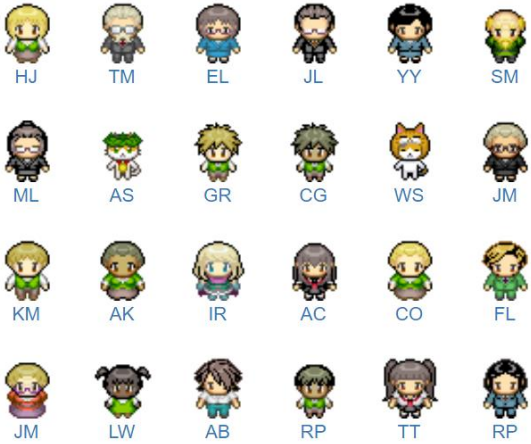 HJ TM EL JL YY SM
ML AS GR CG WS JM
KM AK IR AC CO FL
JM LW AB RP TT RP